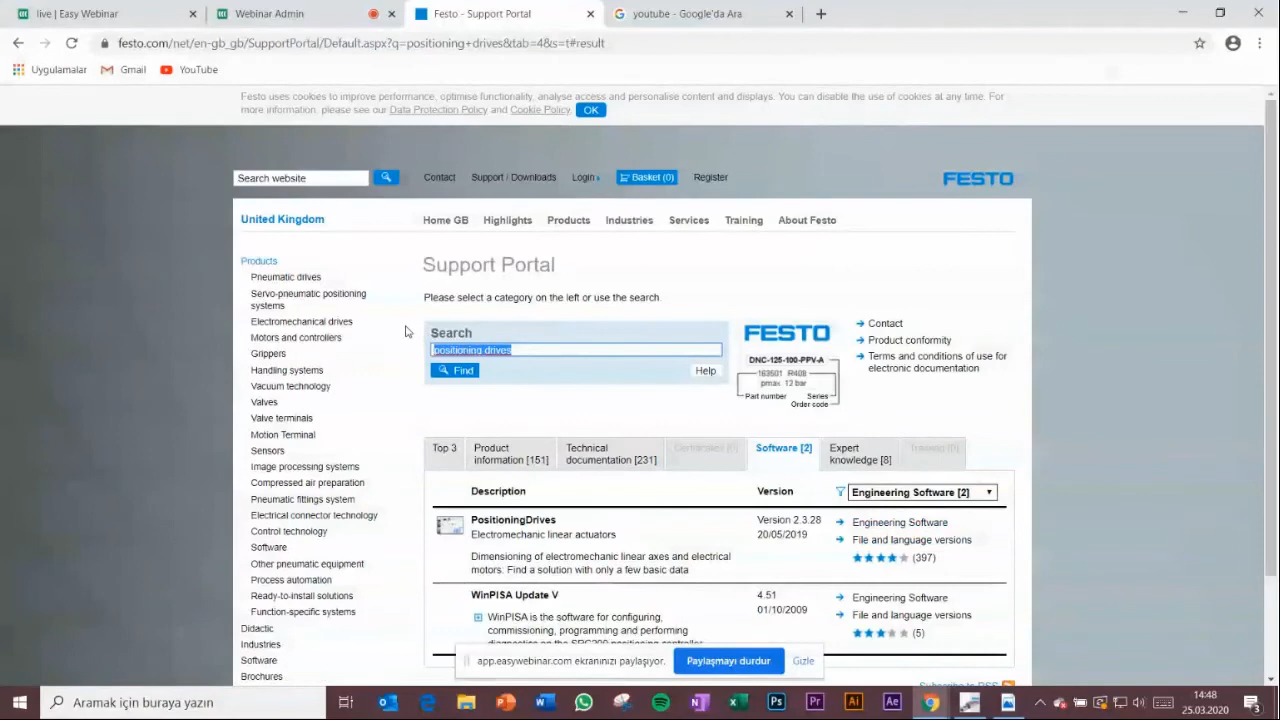 live | Easy Webinar
Webinar Admin
Festo - Support Portal
youtube - Google'da Ara
festo.com/net/en-gb_gb/SupportPortal/Default.aspx?q=positioning+drives&tab=4&s=t#result
Uygulamalar
Gmail
YouTube
Festo uses cookies to improve performance, optimise functionality, analyse access and personalise content and displays. You can disable the use of cookies at any time. For
more information, please see our Data Protection Policy and Cookie Policy. OK
Search website
Contact
Support / Downloads
Login
Basket (0)
Register
FESTO
United Kingdom
Home GB
Highlights
Products
Industries
Services
Training
About Festo
Products
Pneumatic drives
Servo-pneumatic positioning
systems
Electromechanical drives
Motors and controllers
Grippers
Handling systems
Vacuum technology
Valves
Valve terminals
Motion Terminal
Sensors
Image processing systems
Compressed air preparation
Pneumatic fittings system
Electrical connector technology
Control technology
Software
Other pneumatic equipment
Process automation
Ready-to-install solutions
Function-specific systems
Didactic
Industries
Software
Brochures
Support Portal
Please select a category on the left or use the search.
Search
positioning drives
Find
Help
FESTO
DNC-125-100-PPV-A
163501 R408
pmax 12 bar
Part number Series
Order code
Contact
Product conformity
Terms and conditions of use for
electronic documentation
Top 3
Product
information [151]
Technical
documentation [231]
Software [2]
Expert
knowledge [8]
Training [0]
Description
Version
Engineering Software [2]
PositioningDrives
Electromechanical linear actuators
Dimensioning of electromechanical linear axes and electrical
motors. Find a solution with only a few basic data
Version 2.3.28
20/05/2019
Engineering Software
File and language versions
(397)
WinPISA Update V
WinPISA is the software for configuring,
commissioning, programming and performing
4.51
01/10/2009
Engineering Software
File and language versions
(5)
app.easywebinar.com ekranınızı paylaşıyor.
Paylaşmayı durdur
Gizle
Subscribe to RSS
Aramak için buraya yazın
14:48
25.03.2020
3